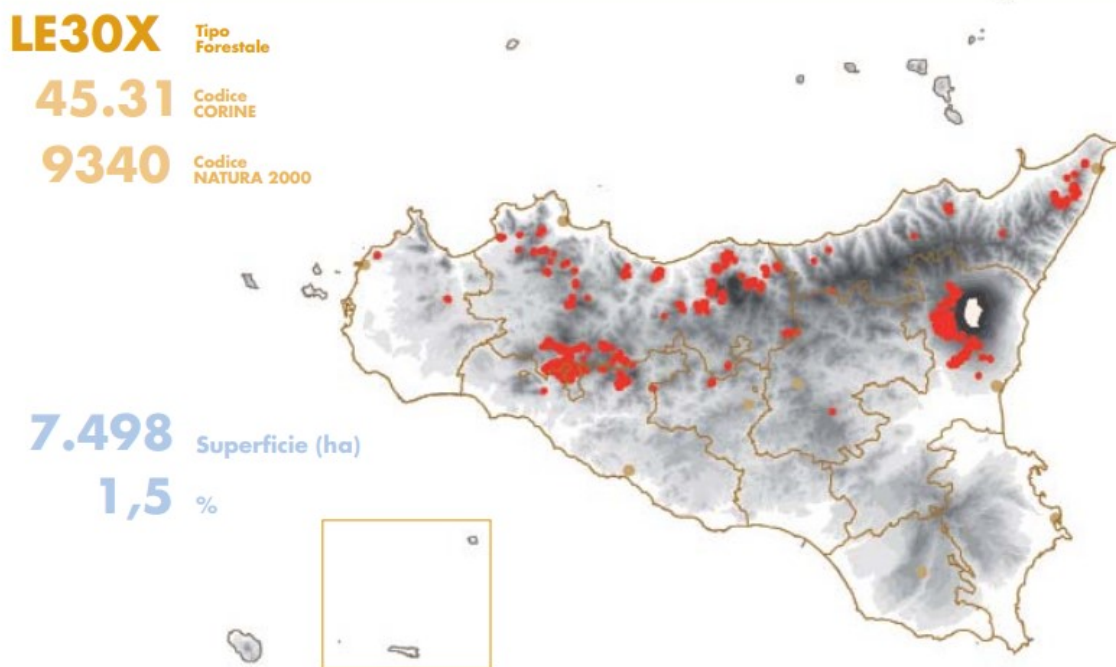 LE30X Tipo
Forestale
45.31 Codice
CORINE
9340 Codice
NATURA 2000
7.498 Superficie (ha)
1,5 %